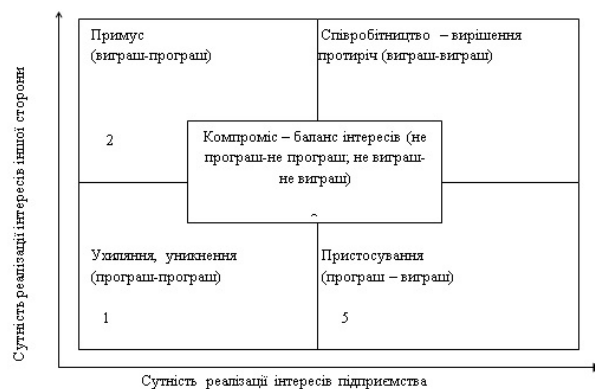 Примус
(виграш-програш)
2
Співробітництво – вирішення
протиріч (виграш-виграш)
Компроміс – баланс інтересів (не
програш-не програш; не виграш-
не виграш)
Ухиляння, уникнення
(програш-програш)
1
Пристосування
(програш – виграш)
5
Сутність реалізації інтересів іншої сторони
Сутність реалізації інтересів підприємства